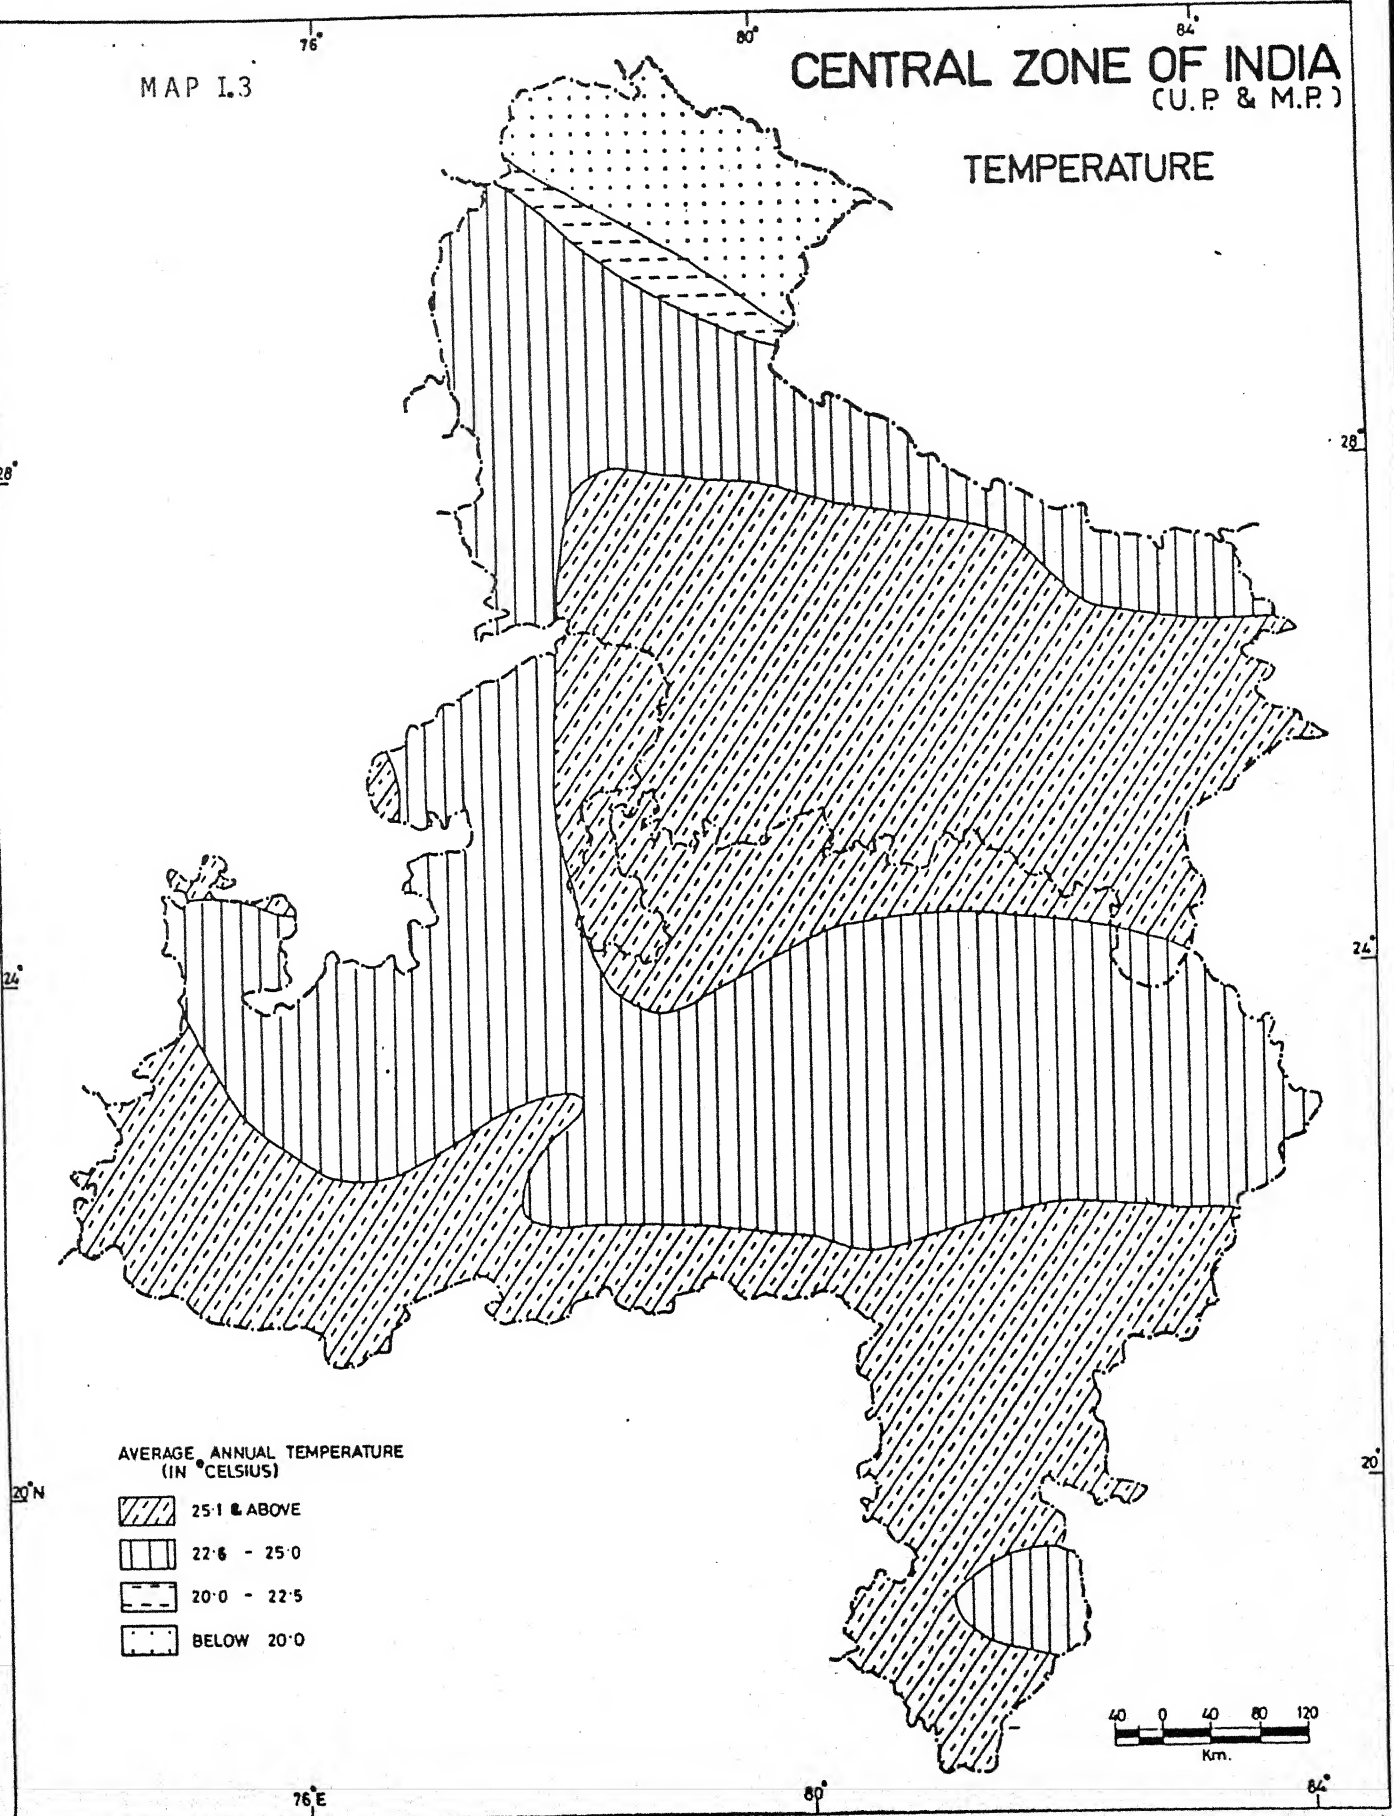 76° 80° 84°
MAP I.3
CENTRAL ZONE OF INDIA
(U.P. & M.P.)
TEMPERATURE
28° 28°
24° 24°
20°N 20°
AVERAGE ANNUAL TEMPERATURE
(IN °CELSIUS)
25·1 & ABOVE
22·6 - 25·0
20·0 - 22·5
BELOW 20·0
40 0 40 80 120
Km.
76°E 80° 84°